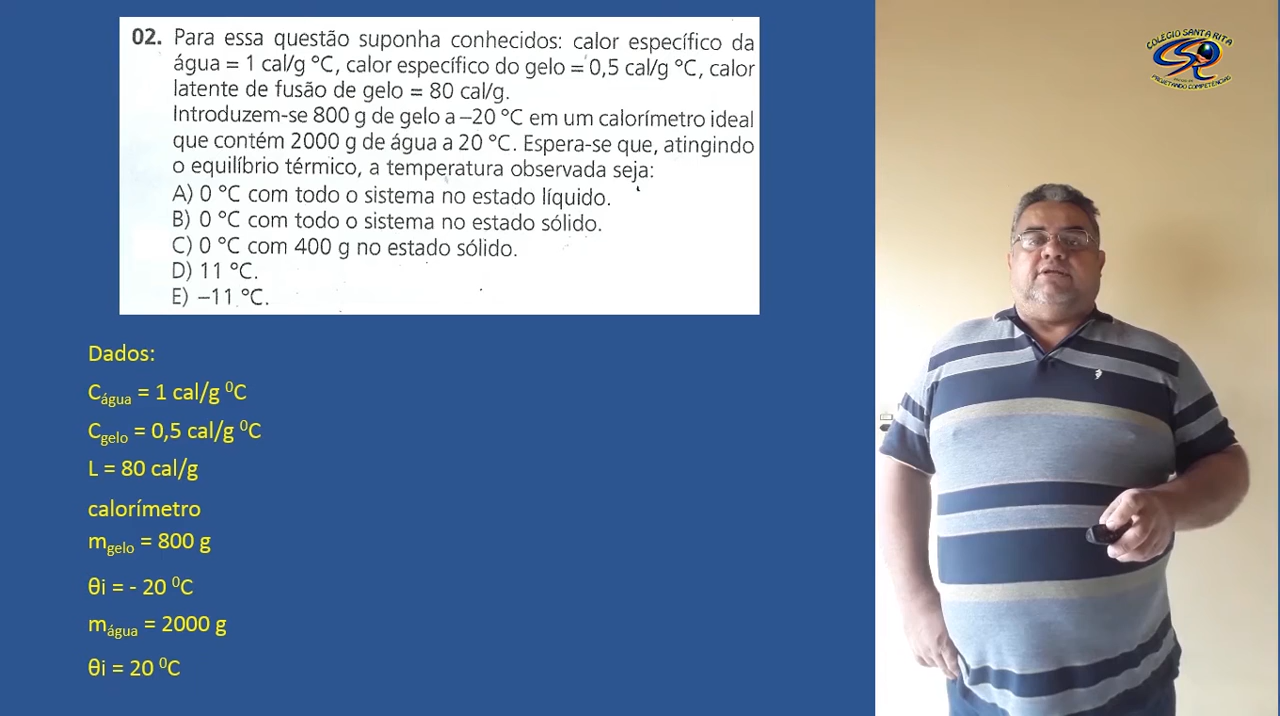 02. Para essa questão suponha conhecidos: calor específico da
água = 1 cal/g °C, calor específico do gelo = 0,5 cal/g °C, calor
latente de fusão de gelo = 80 cal/g.
Introduzem-se 800 g de gelo a –20 °C em um calorímetro ideal
que contém 2000 g de água a 20 °C. Espera-se que, atingindo
o equilíbrio térmico, a temperatura observada seja:
A) 0 °C com todo o sistema no estado líquido.
B) 0 °C com todo o sistema no estado sólido.
C) 0 °C com 400 g no estado sólido.
D) 11 °C.
E) –11 °C.
Dados:
Cágua = 1 cal/g ⁰C
Cgelo = 0,5 cal/g ⁰C
L = 80 cal/g
calorímetro
mgelo = 800 g
θi = - 20 ⁰C
mágua = 2000 g
θi = 20 ⁰C
COLEGIO SANTA RITA
PROJETANDO COMPETÊNCIAS